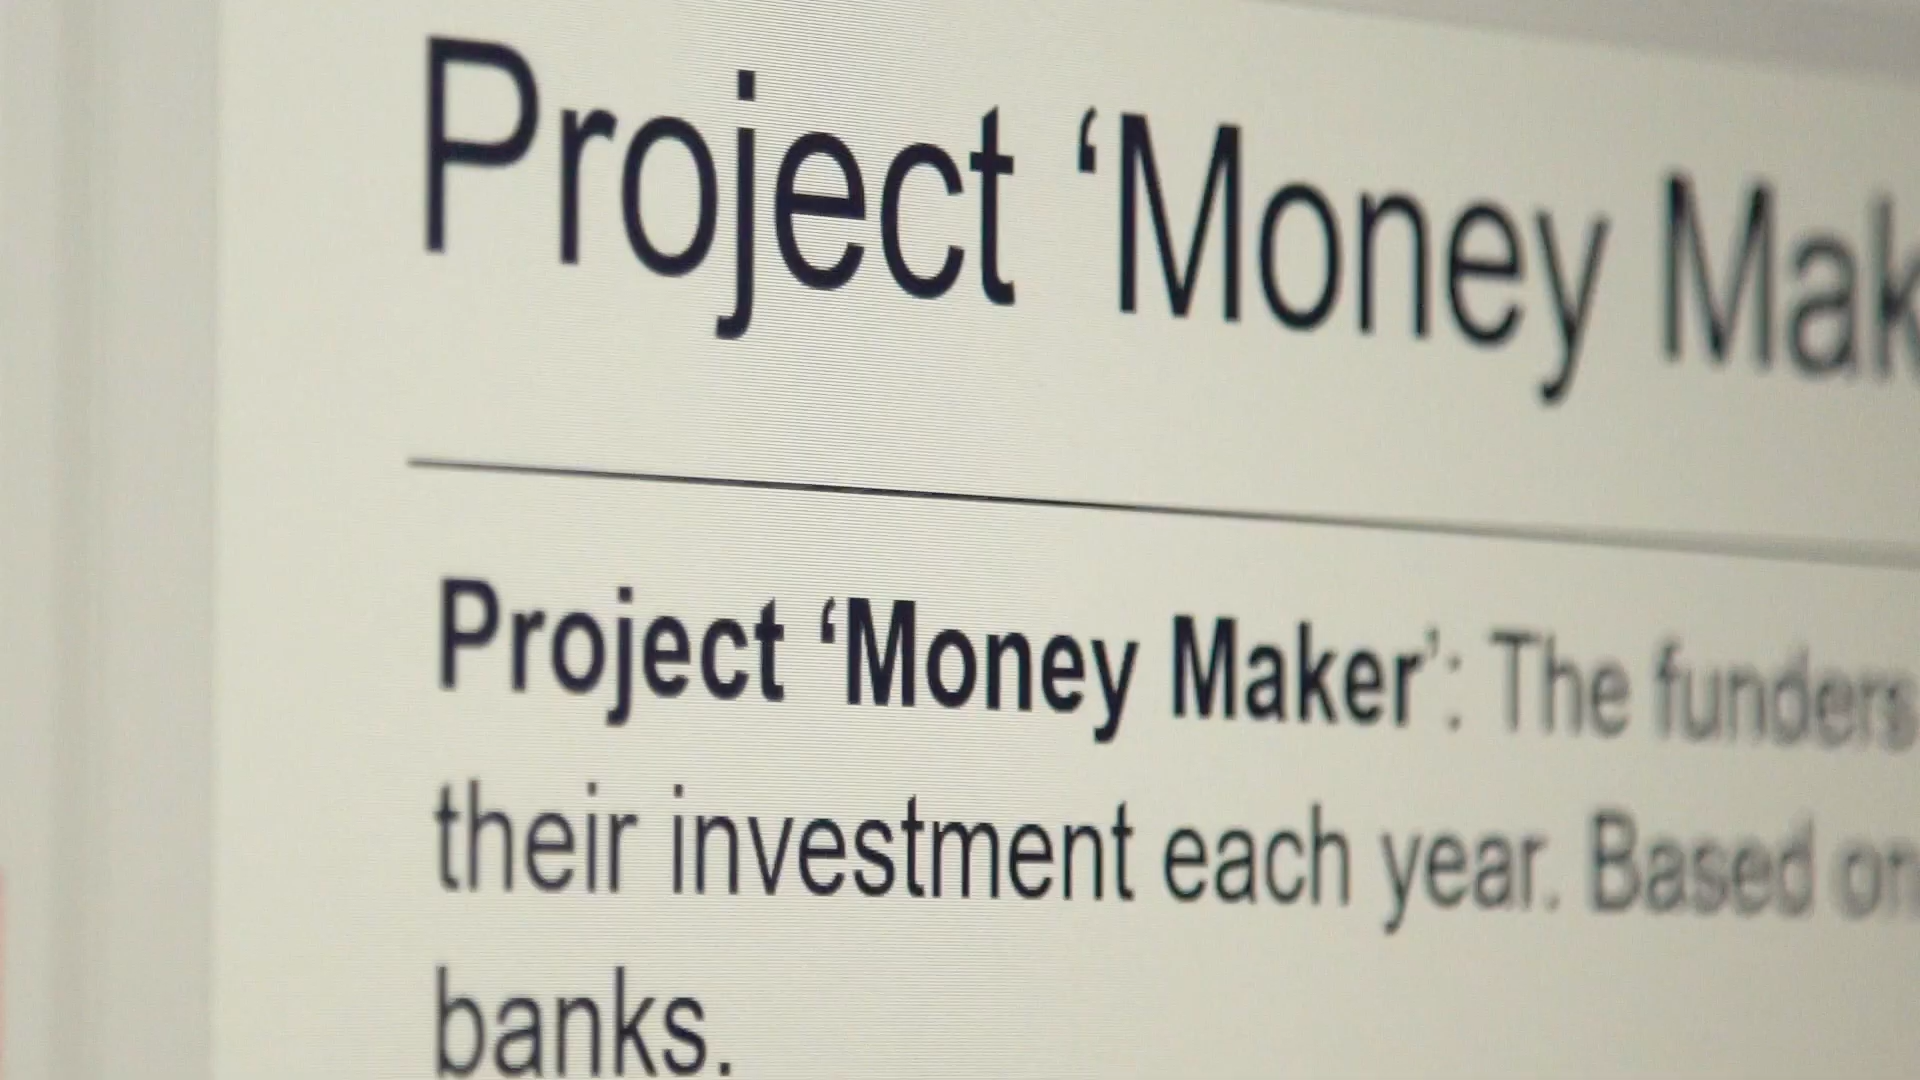 Project ‘Money Mak
Project ‘Money Maker’: The funders
their investment each year. Based on
banks.